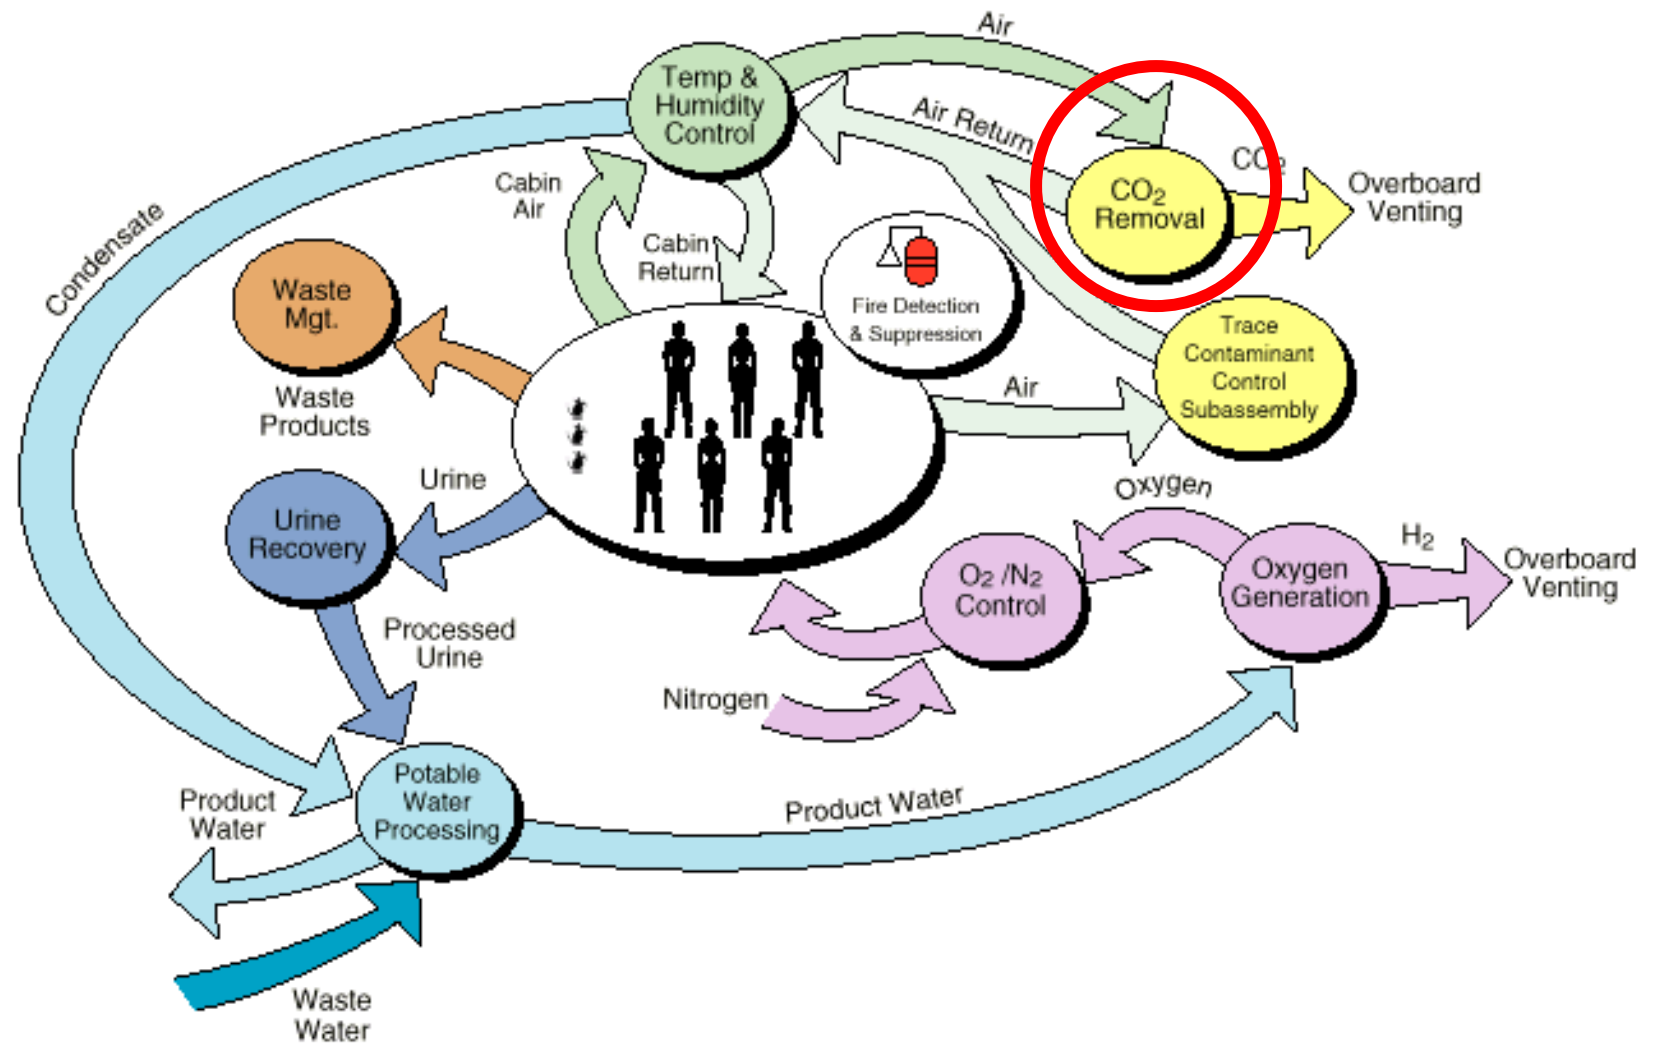 Air
Temp &
Humidity
Control
Air Return
CO2
CO2
Removal
Overboard
Venting
Cabin
Air
Cabin
Return
Condensate
Waste
Mgt.
Waste
Products
Fire Detection
& Suppression
Trace
Contaminant
Control
Subassembly
Air
Urine
Urine
Recovery
Oxygen
O2 /N2
Control
Oxygen
Generation
H2
Overboard
Venting
Processed
Urine
Nitrogen
Potable
Water
Processing
Product
Water
Product Water
Waste
Water